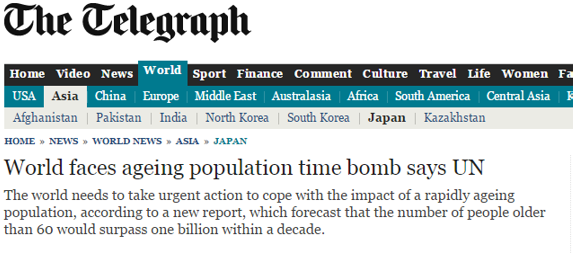 The Telegraph
Home Video News World Sport Finance Comment Culture Travel Life Women
USA Asia China Europe Middle East Australasia Africa South America Central Asia
Afghanistan Pakistan India North Korea South Korea Japan Kazakhstan
HOME » NEWS » WORLD NEWS » ASIA » JAPAN
World faces ageing population time bomb says UN
The world needs to take urgent action to cope with the impact of a rapidly ageing
population, according to a new report, which forecast that the number of people older
than 60 would surpass one billion within a decade.